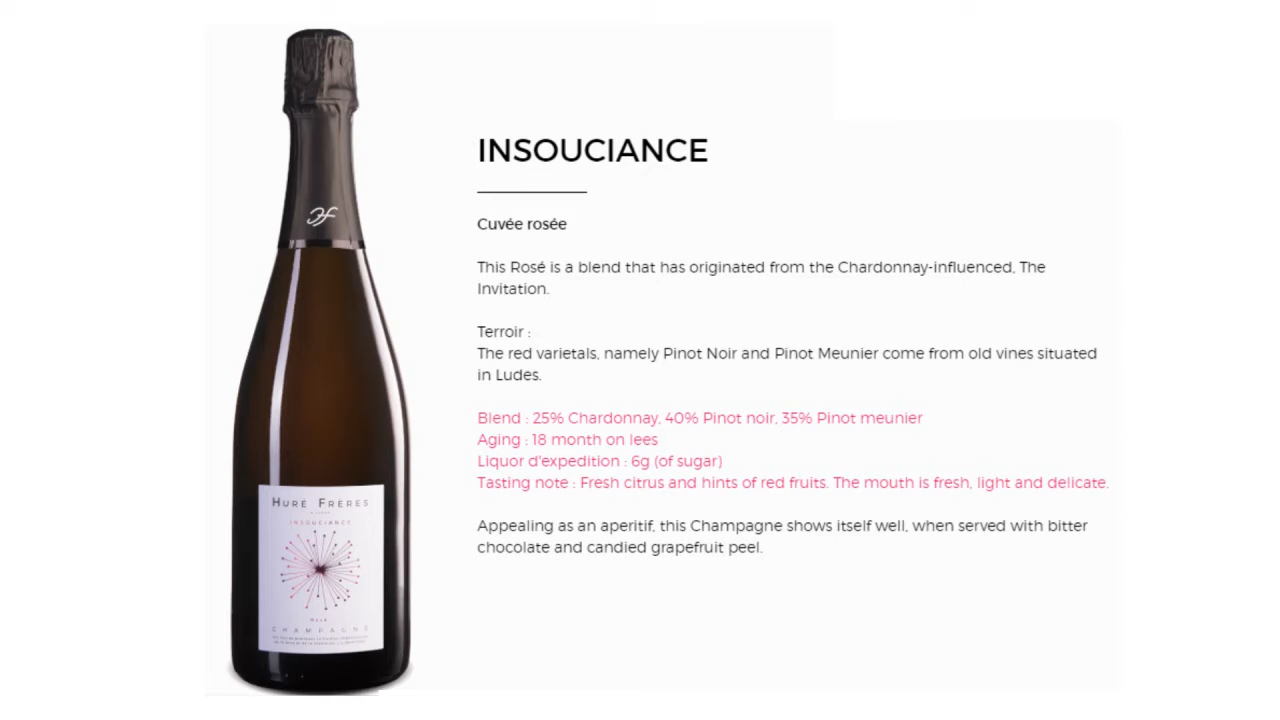 INSOUCIANCE
Cuvée rosée
This Rosé is a blend that has originated from the Chardonnay-influenced, The
Invitation.
Terroir :
The red varietals, namely Pinot Noir and Pinot Meunier come from old vines situated
in Ludes.
Blend : 25% Chardonnay, 40% Pinot noir, 35% Pinot meunier
Aging : 18 month on lees
Liquor d'expedition : 6g (of sugar)
Tasting note : Fresh citrus and hints of red fruits. The mouth is fresh, light and delicate.
Appealing as an aperitif, this Champagne shows itself well, when served with bitter
chocolate and candied grapefruit peel.
HURÉ FRÈRES
INSOUCIANCE
ROSÉ
CHAMPAGNE